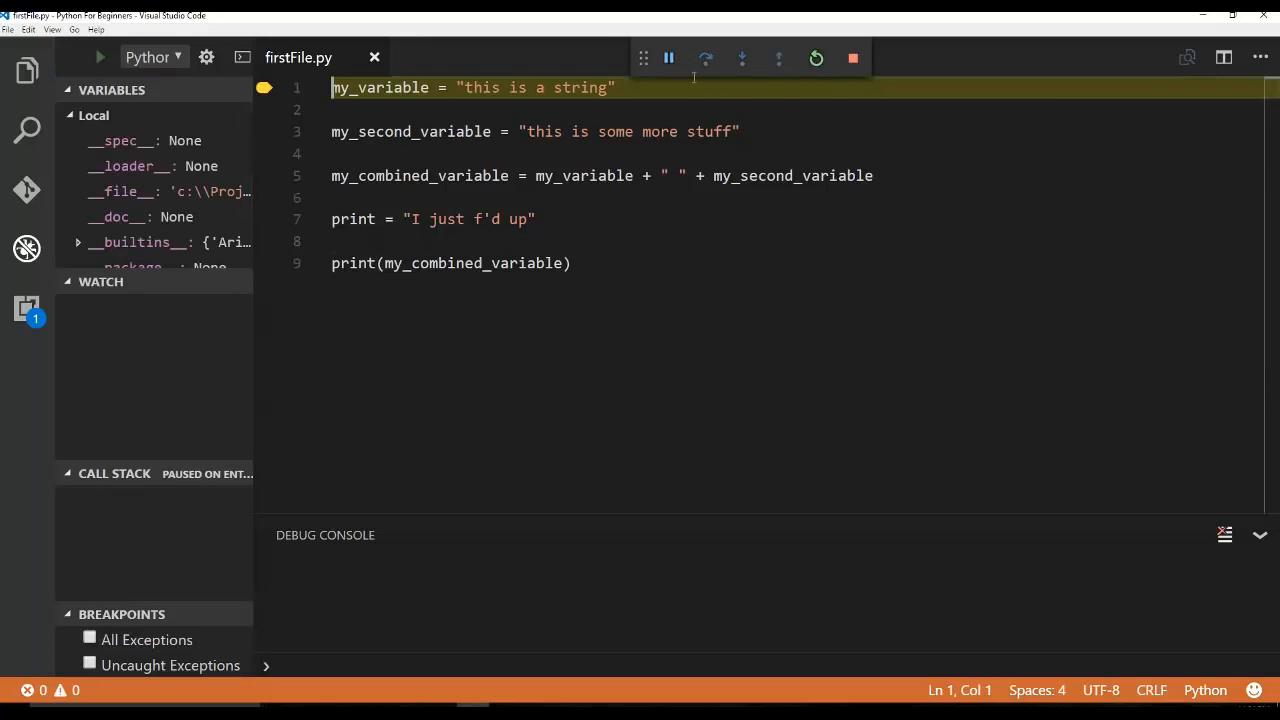 firstFile.py - Python For Beginners - Visual Studio Code
File Edit View Go Help
Python
firstFile.py
VARIABLES
Local
__spec__: None
__loader__: None
__file__: 'c:\\Proj…
__doc__: None
__builtins__: {'Ari…
__package__: None
WATCH
CALL STACK PAUSED ON ENT…
BREAKPOINTS
All Exceptions
Uncaught Exceptions
1
1 my_variable = "this is a string"
2
3 my_second_variable = "this is some more stuff"
4
5 my_combined_variable = my_variable + " " + my_second_variable
6
7 print = "I just f'd up"
8
9 print(my_combined_variable)
DEBUG CONSOLE
0 0
Ln 1, Col 1 Spaces: 4 UTF-8 CRLF Python